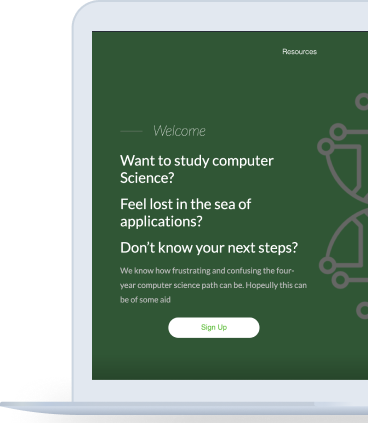 Resources
Welcome
Want to study computer
Science?
Feel lost in the sea of
applications?
Don't know your next steps?
We know how frustrating and confusing the four-
year computer science path can be. Hopeully this can
be of some aid
Sign Up